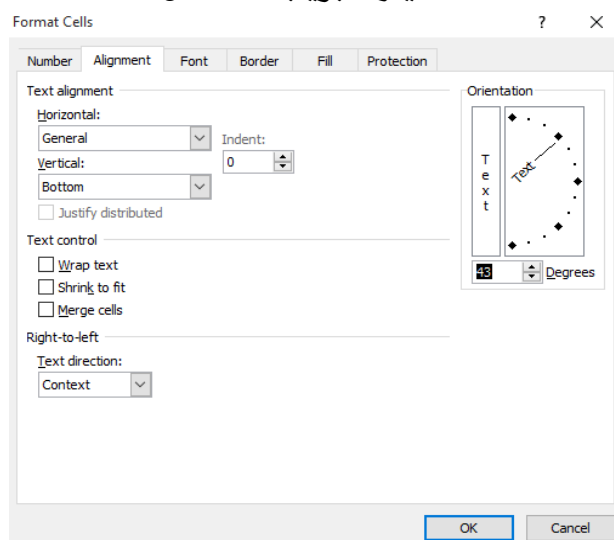 Format Cells
?
Number
Alignment
Font
Border
Fill
Protection
Text alignment
Horizontal:
General
Indent:
0
Vertical:
Bottom
Justify distributed
Text control
Wrap text
Shrink to fit
Merge cells
Right-to-left
Text direction:
Context
Orientation
Text
Text
43
Degrees
OK
Cancel